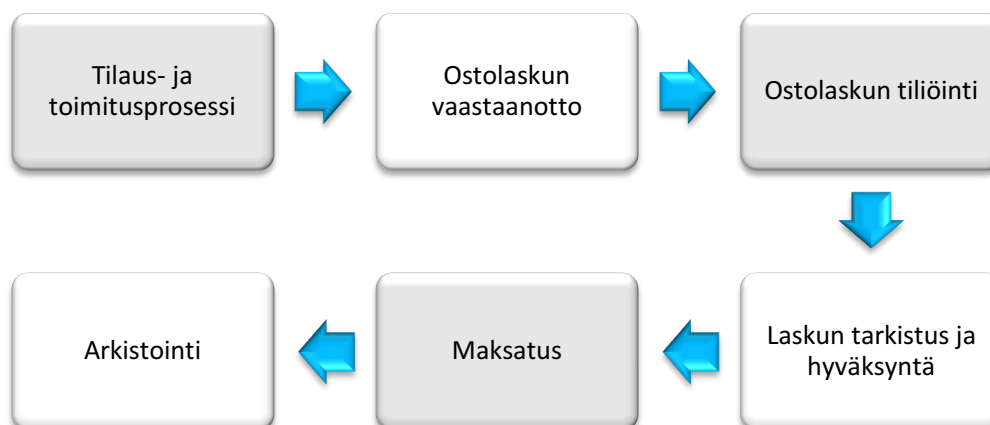 Tilaus- ja
toimitusprosessi
Ostolaskun
vaastaanotto
Ostolaskun tiliöinti
Laskun tarkistus ja
hyväksyntä
Maksatus
Arkistointi